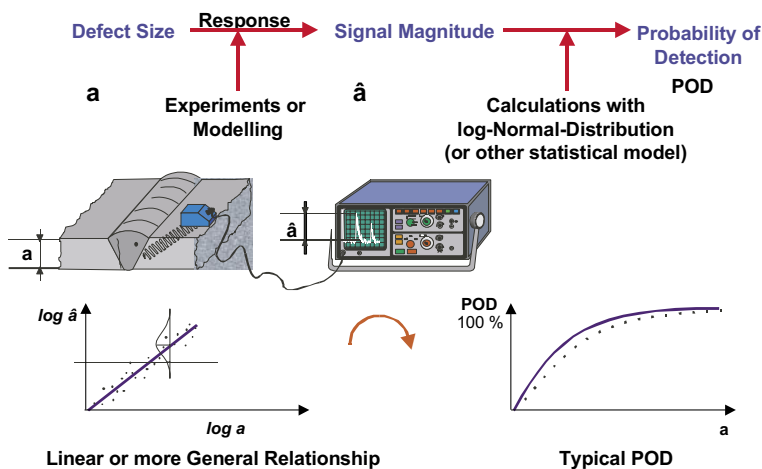 Defect Size
Response
Signal Magnitude
Probability of
Detection
POD
a
â
Experiments or
Modelling
Calculations with
log-Normal-Distribution
(or other statistical model)
a
â
log â
log a
POD
100 %
a
Linear or more General Relationship
Typical POD